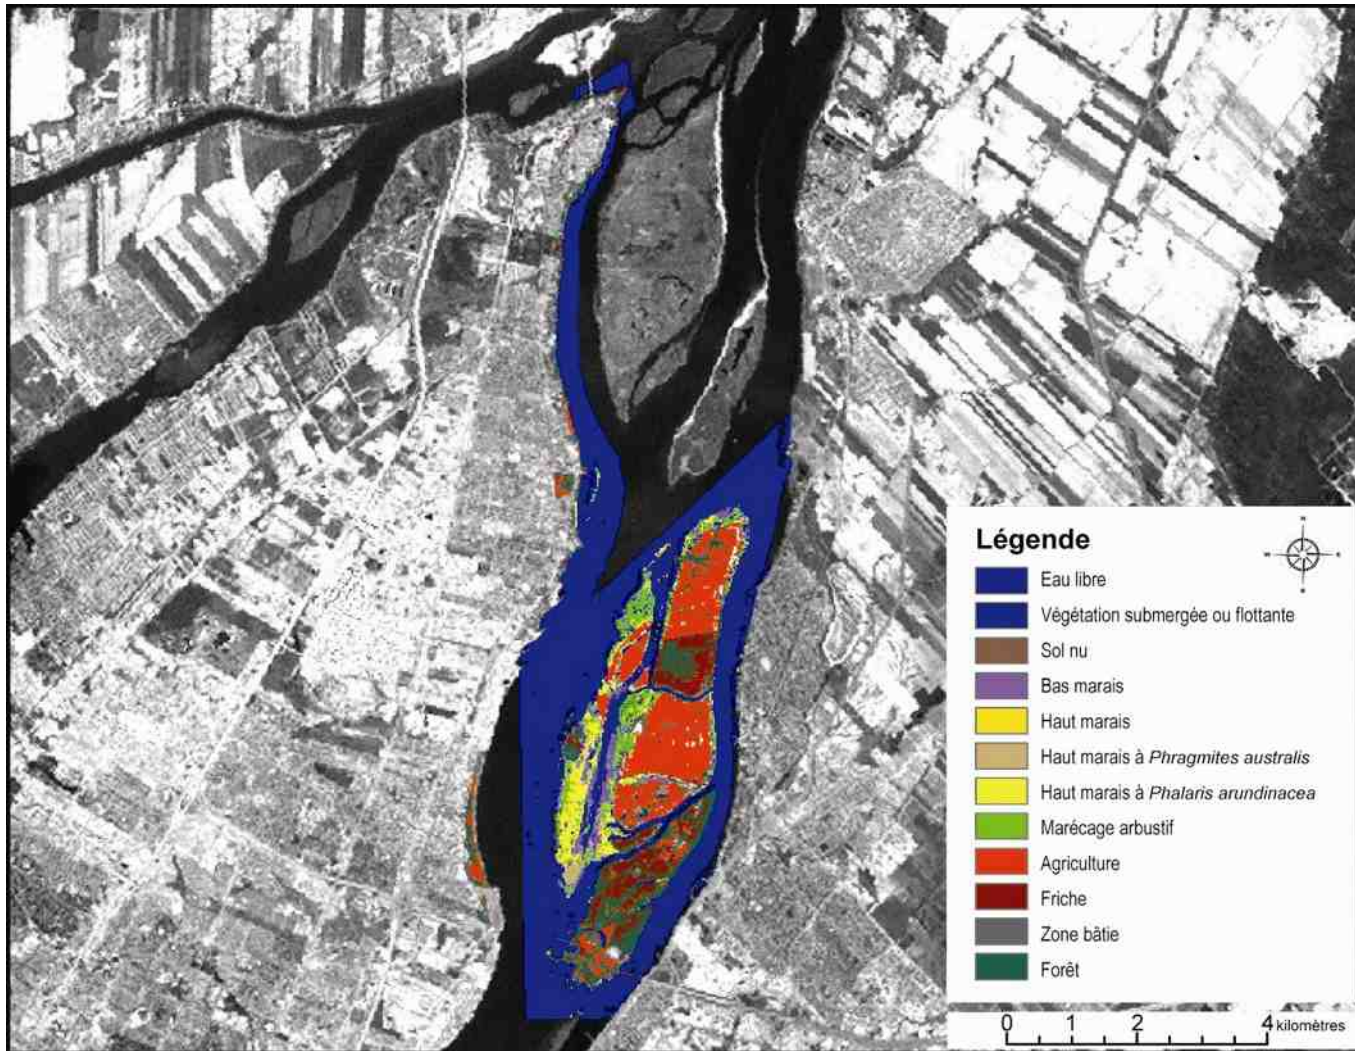 Légende
N
W E
S
Eau libre
Végétation submergée ou flottante
Sol nu
Bas marais
Haut marais
Haut marais à Phragmites australis
Haut marais à Phalaris arundinacea
Marécage arbustif
Agriculture
Friche
Zone bâtie
Forêt
0 1 2 4 kilomètres